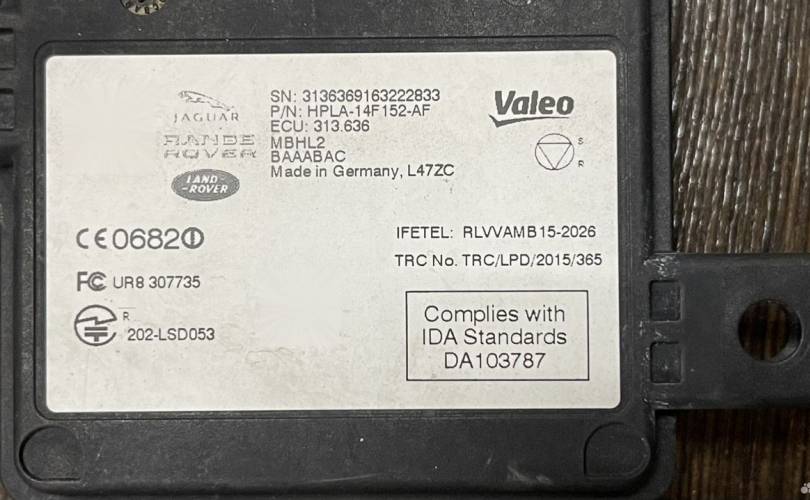 JAGUAR
RANGE
ROVER
LAND-
-ROVER
SN: 3136369163222833
P/N: HPLA-14F152-AF
ECU: 313.636
MBHL2
BAAABAC
Made in Germany, L47ZC
Valeo
S
R
CE0682
FC UR8 307735
R
202-LSD053
IFETEL: RLVVAMB15-2026
TRC No. TRC/LPD/2015/365
Complies with
IDA Standards
DA103787